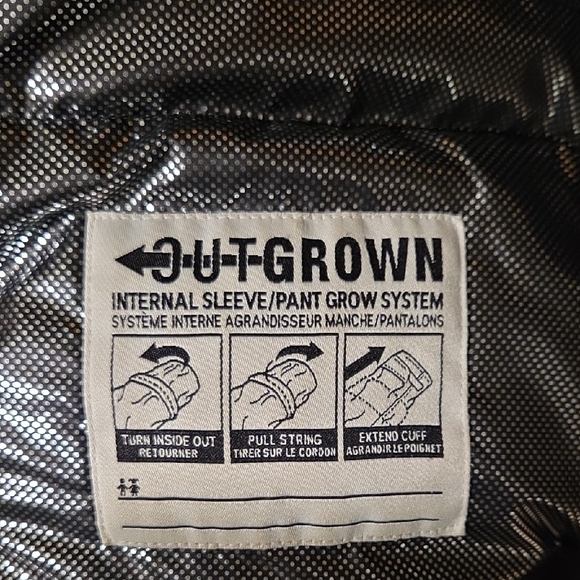 OUTGROWN
INTERNAL SLEEVE/PANT GROW SYSTEM
SYSTÈME INTERNE AGRANDISSEUR MANCHE/PANTALONS
TURN INSIDE OUT
RETOURNER
PULL STRING
TIRER SUR LE CORDON
EXTEND CUFF
AGRANDIR LE POIGNET